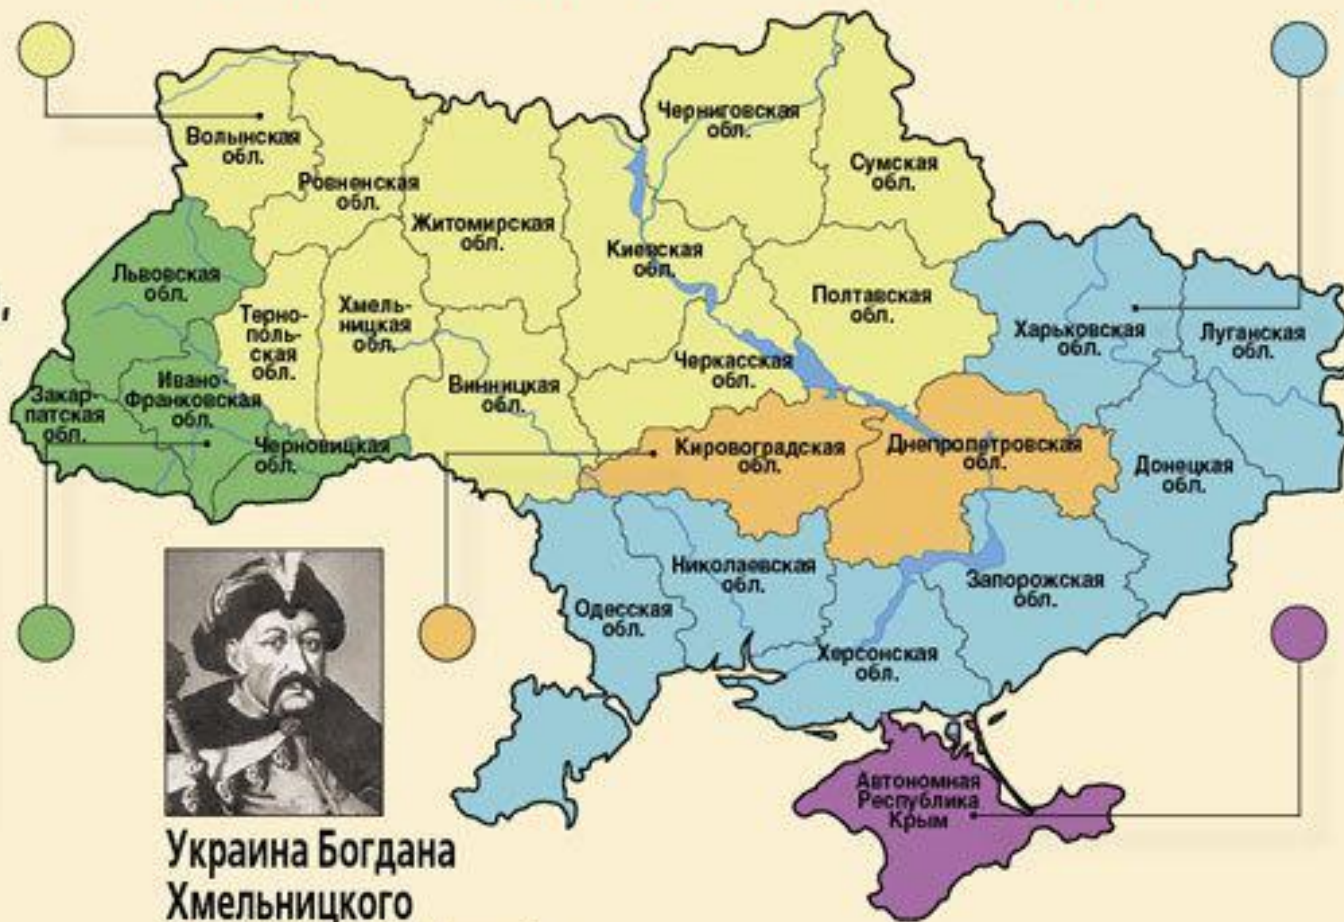 Волынская
обл.
Ровненская
обл.
Житомирская
обл.
Черниговская
обл.
Сумская
обл.
Киевская
обл.
Львовская
обл.
Терно-
поль-
ская
обл.
Хмель-
ницкая
обл.
Винницкая
обл.
Черкасская
обл.
Полтавская
обл.
Харьковская
обл.
Луганская
обл.
Закар-
патская
обл.
Ивано-
Франковская
обл.
Черновицкая
обл.
Кировоградская
обл.
Днепропетровская
обл.
Донецкая
обл.
Одесская
обл.
Николаевская
обл.
Херсонская
обл.
Запорожская
обл.
Автономная
Республика
Крым
Украина Богдана
Хмельницкого